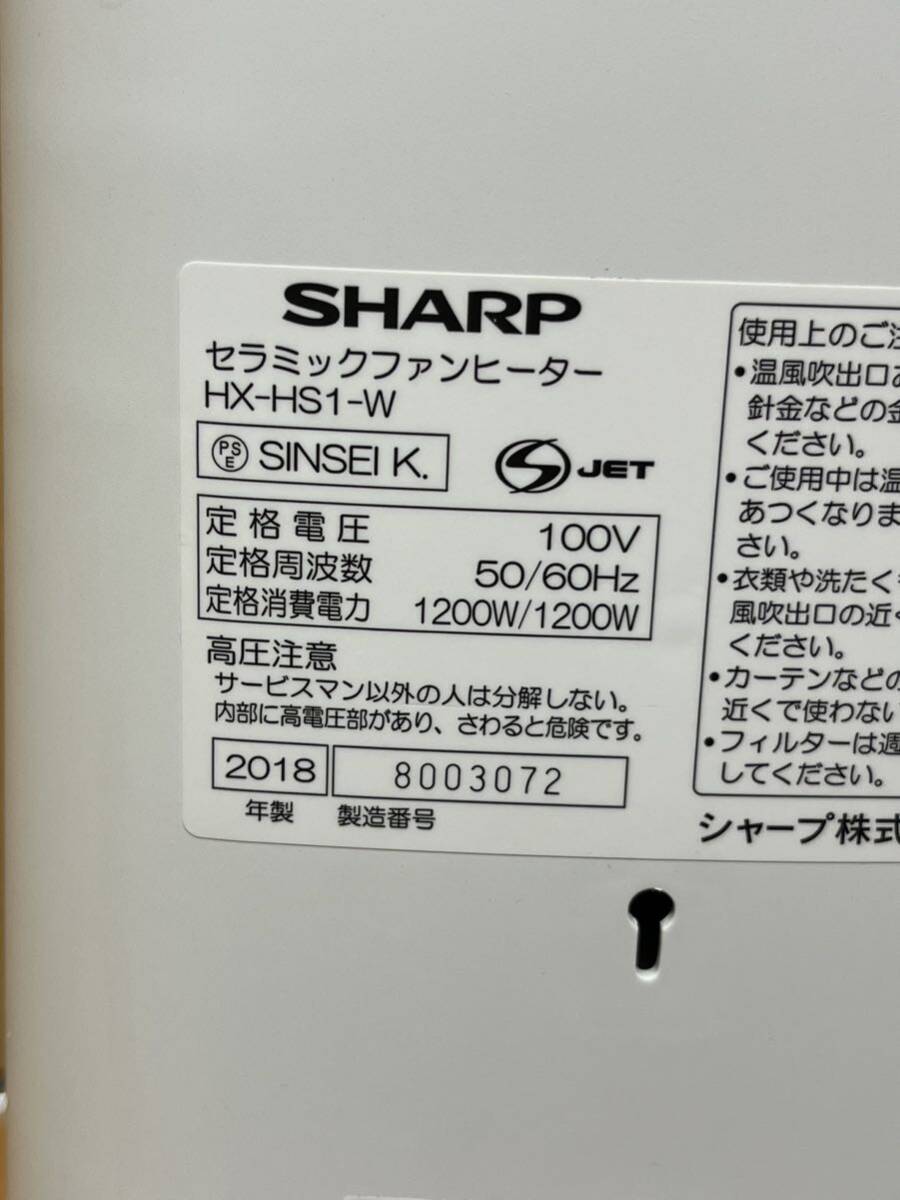 SHARP
セラミックファンヒーター
HX-HS1-W
PSE SINSEI K.
S JET
定格電圧 100V
定格周波数 50/60Hz
定格消費電力 1200W/1200W
高圧注意
サービスマン以外の人は分解しない。
内部に高電圧部があり、さわると危険です。
2018 8003072
年製 製造番号
使用上のご注
•温風吹出口お
針金などの金
ください。
•ご使用中は温
あつくなりま
さい。
•衣類や洗たく
風吹出口の近く
ください。
•カーテンなどの
近くで使わない
•フィルターは週
してください。
シャープ株式